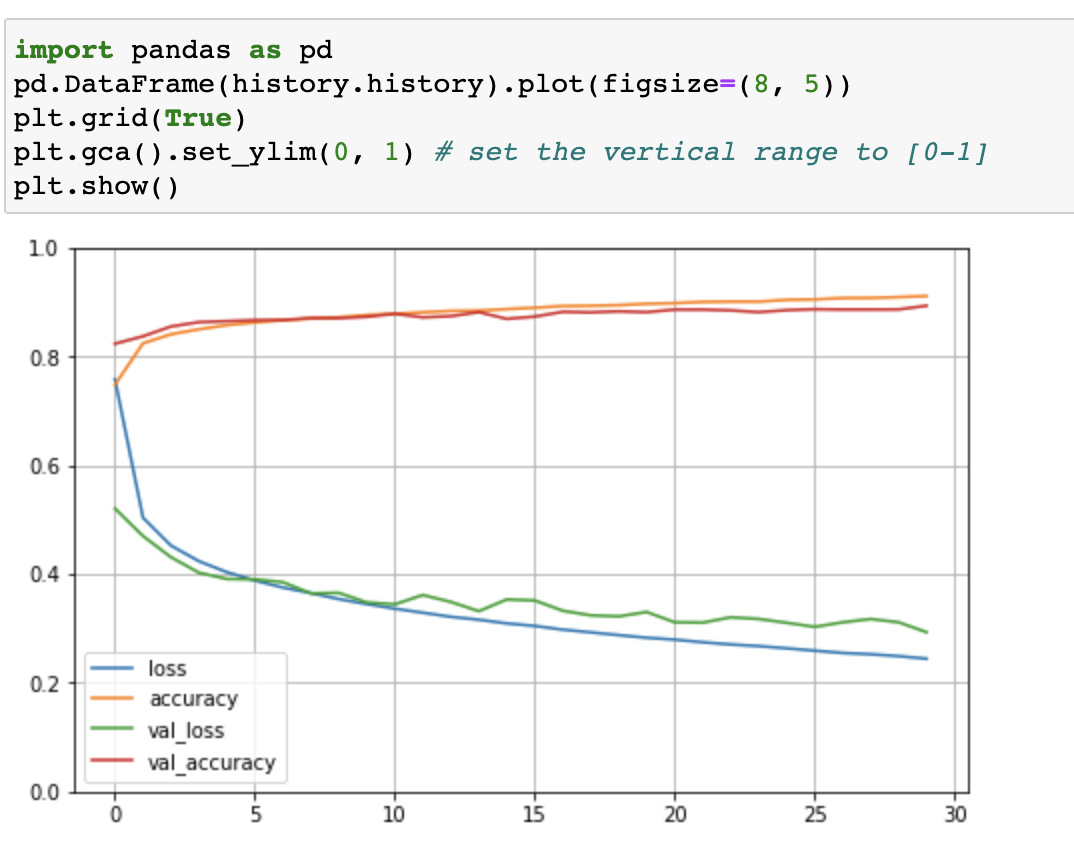 import pandas as pd
pd.DataFrame(history.history).plot(figsize=(8, 5))
plt.grid(True)
plt.gca().set_ylim(0, 1) # set the vertical range to [0-1]
plt.show()
1.0
0.8
0.6
0.4
0.2
0.0
loss
accuracy
val_loss
val_accuracy
0 5 10 15 20 25 30